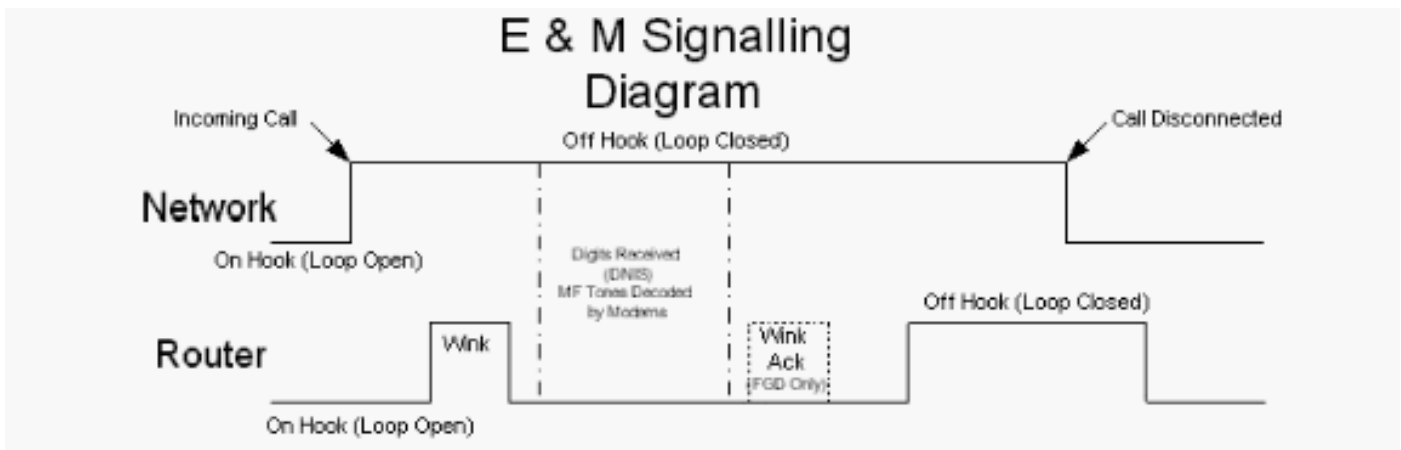 E & M Signalling
Diagram
Incoming Call
Off Hook (Loop Closed)
Call Disconnected
Network
On Hook (Loop Open)
Digits Received
(DNIS)
MF Tones Decoded
by Modems
Off Hook (Loop Closed)
Router
Wink
Wink
Ack
(FGD Only)
On Hook (Loop Open)